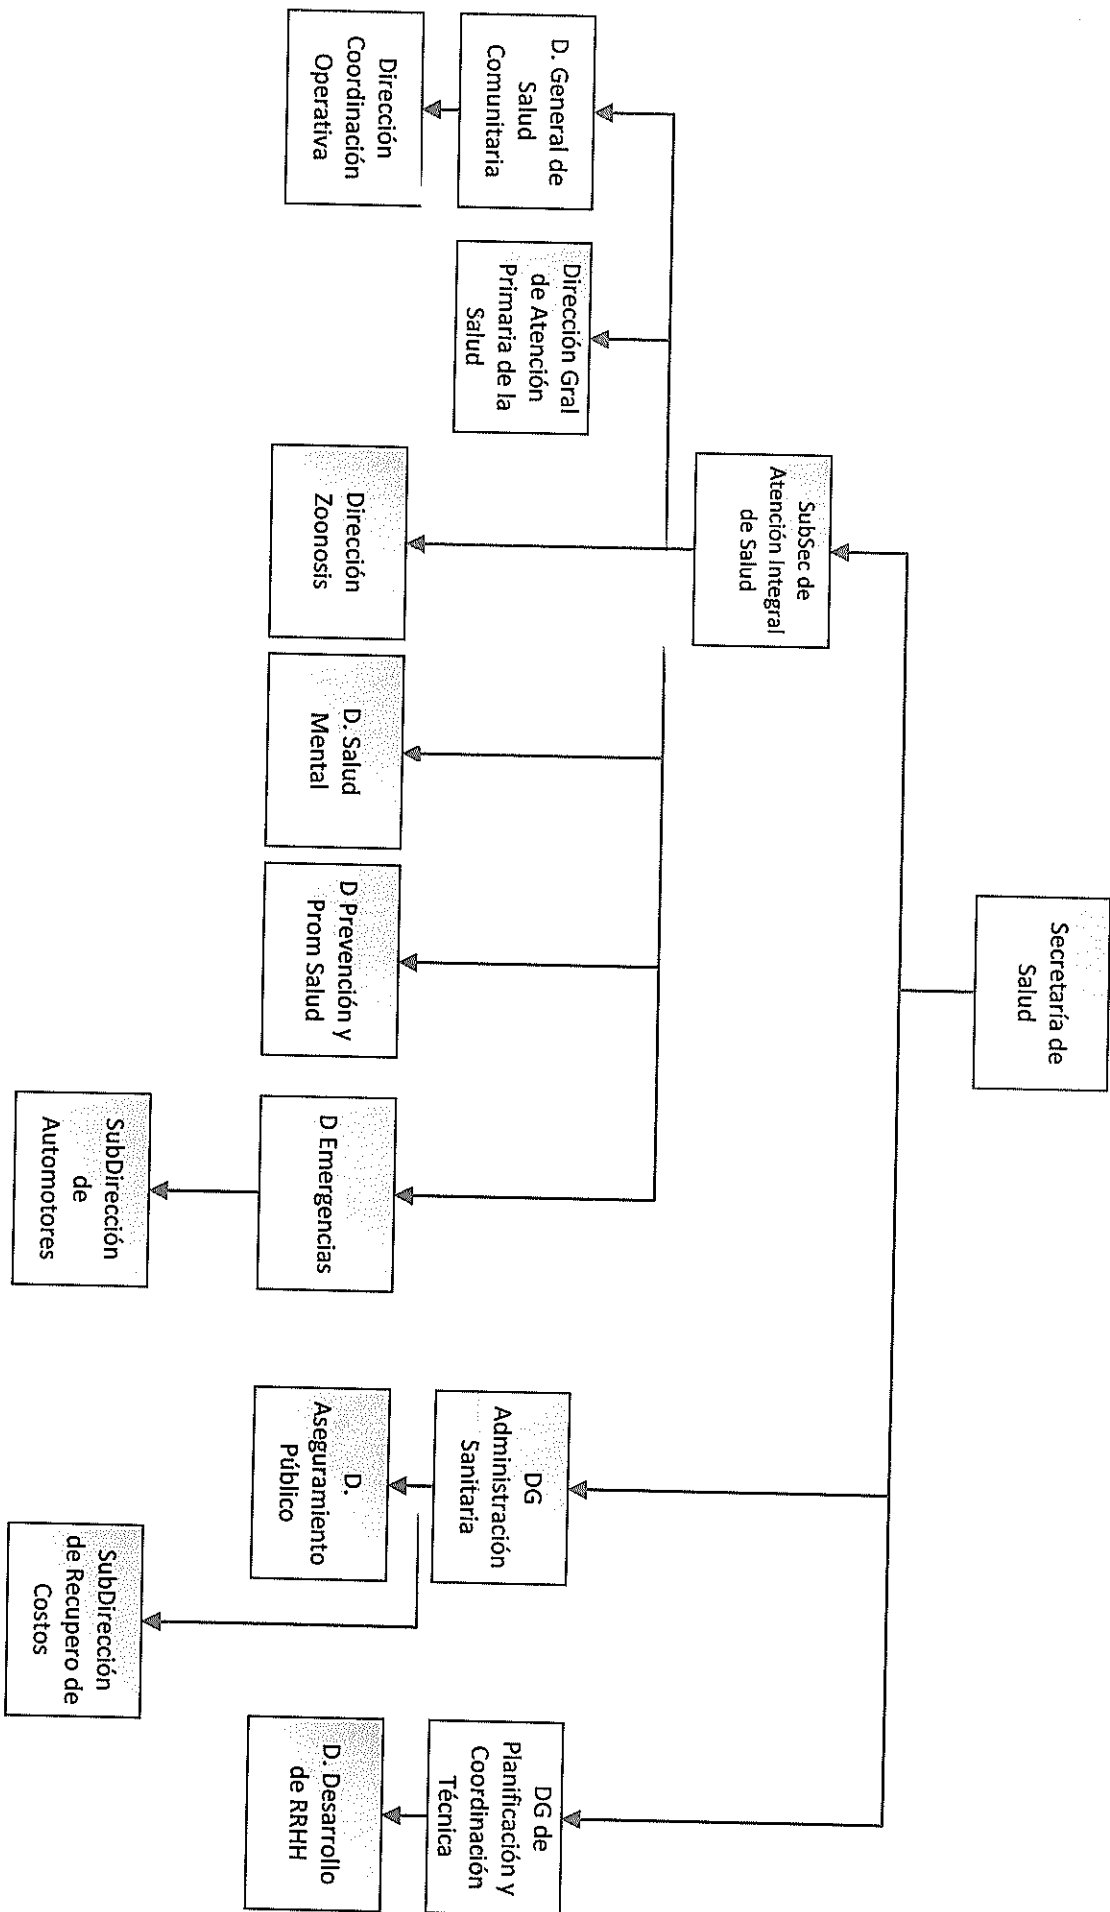 Secretaría de
Salud
SubSec de
Atención Integral
de Salud
D. General de
Salud
Comunitaria
Dirección Gral
de Atención
Primaria de la
Salud
DG
Administración
Sanitaria
DG de
Planificación y
Coordinación
Técnica
Dirección
Coordinación
Operativa
Dirección
Zoonosis
D. Salud
Mental
D Prevención y
Prom Salud
D Emergencias
D.
Aseguramiento
Público
D. Desarrollo
de RRHH
SubDirección
de
Automotores
SubDirección
de Recupero de
Costos